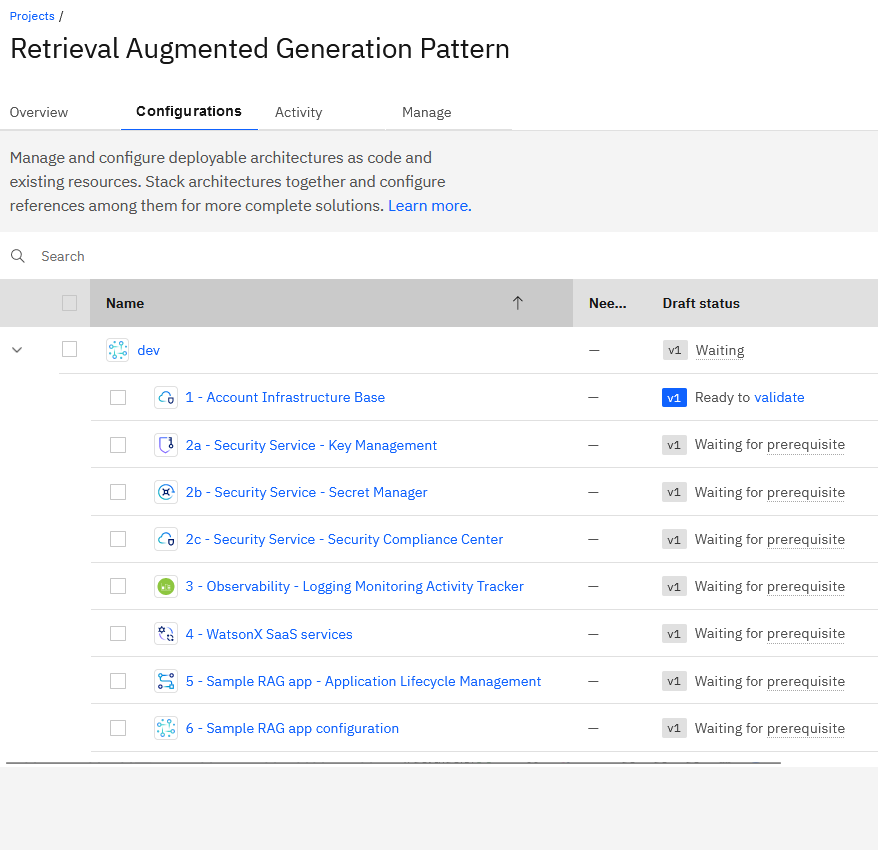 Projects /
Retrieval Augmented Generation Pattern
Overview Configurations Activity Manage
Manage and configure deployable architectures as code and
existing resources. Stack architectures together and configure
references among them for more complete solutions. Learn more.
Search
Name Nee... Draft status
dev — v1 Waiting
1 - Account Infrastructure Base — v1 Ready to validate
2a - Security Service - Key Management — v1 Waiting for prerequisite
2b - Security Service - Secret Manager — v1 Waiting for prerequisite
2c - Security Service - Security Compliance Center — v1 Waiting for prerequisite
3 - Observability - Logging Monitoring Activity Tracker — v1 Waiting for prerequisite
4 - WatsonX SaaS services — v1 Waiting for prerequisite
5 - Sample RAG app - Application Lifecycle Management — v1 Waiting for prerequisite
6 - Sample RAG app configuration — v1 Waiting for prerequisite